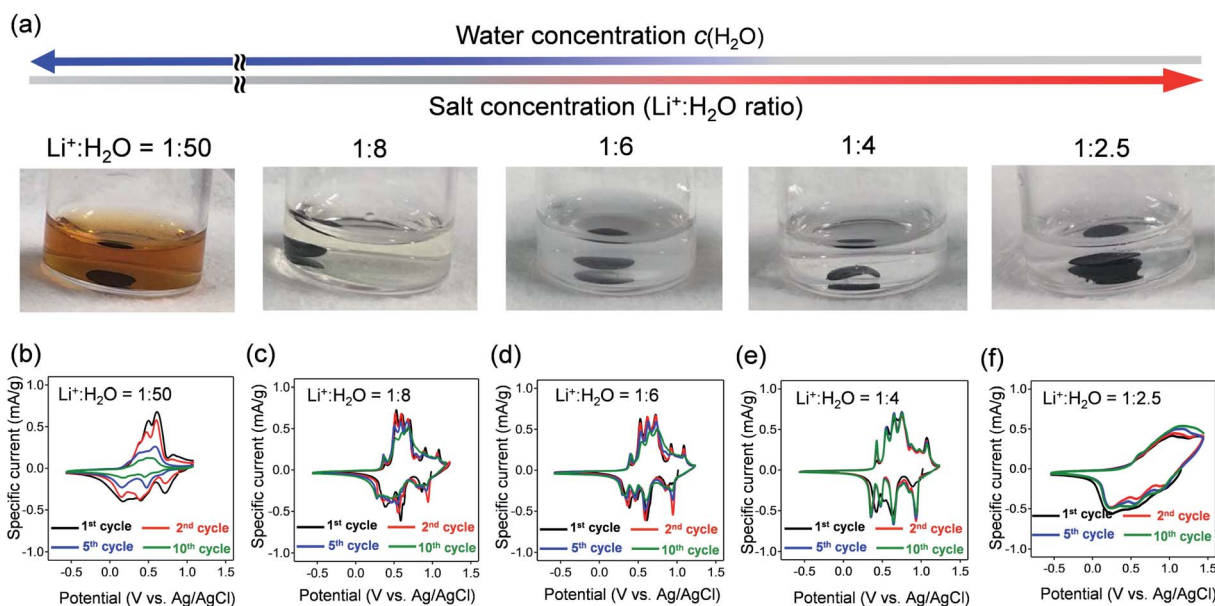 (a)
Water concentration c(H₂O)
Salt concentration (Li⁺:H₂O ratio)
Li⁺:H₂O = 1:50
1:8
1:6
1:4
1:2.5
(b)
Li⁺:H₂O = 1:50
Specific current (mA/g)
1.0
0.5
0.0
-0.5
-1.0
1ˢᵗ cycle
2ⁿᵈ cycle
5ᵗʰ cycle
10ᵗʰ cycle
-0.5 0.0 0.5 1.0 1.5
Potential (V vs. Ag/AgCl)
(c)
Li⁺:H₂O = 1:8
Specific current (mA/g)
1.0
0.5
0.0
-0.5
-1.0
1ˢᵗ cycle
2ⁿᵈ cycle
5ᵗʰ cycle
10ᵗʰ cycle
-0.5 0.0 0.5 1.0 1.5
Potential (V vs. Ag/AgCl)
(d)
Li⁺:H₂O = 1:6
Specific current (mA/g)
1.0
0.5
0.0
-0.5
-1.0
1ˢᵗ cycle
2ⁿᵈ cycle
5ᵗʰ cycle
10ᵗʰ cycle
-0.5 0.0 0.5 1.0 1.5
Potential (V vs. Ag/AgCl)
(e)
Li⁺:H₂O = 1:4
Specific current (mA/g)
1.0
0.5
0.0
-0.5
-1.0
1ˢᵗ cycle
2ⁿᵈ cycle
5ᵗʰ cycle
10ᵗʰ cycle
-0.5 0.0 0.5 1.0 1.5
Potential (V vs. Ag/AgCl)
(f)
Li⁺:H₂O = 1:2.5
Specific current (mA/g)
1.0
0.5
0.0
-0.5
-1.0
1ˢᵗ cycle
2ⁿᵈ cycle
5ᵗʰ cycle
10ᵗʰ cycle
-0.5 0.0 0.5 1.0 1.5
Potential (V vs. Ag/AgCl)